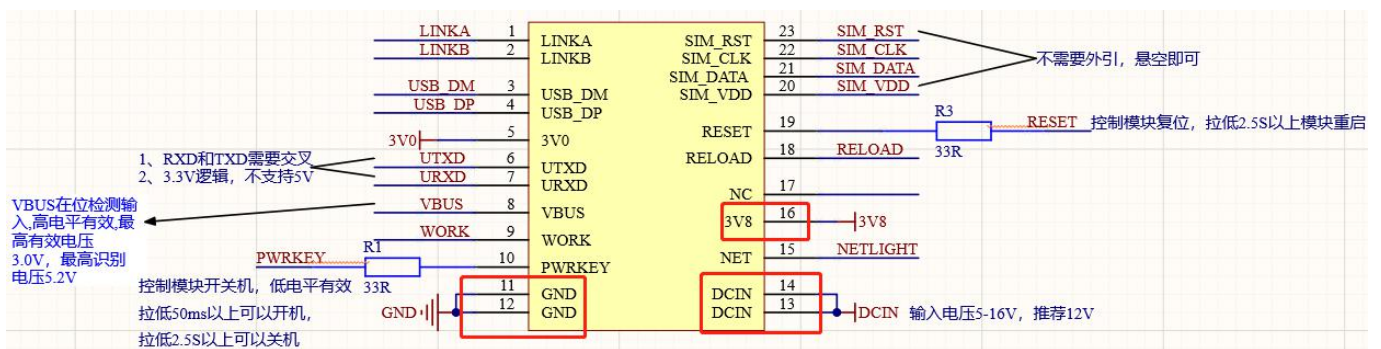 LINKA 1 LINKA
LINKB 2 LINKB
USB_DM 3 USB_DM
USB_DP 4 USB_DP
3V0 5 3V0
1、RXD和TXD需要交叉
2、3.3V逻辑，不支持5V
UTXD 6 UTXD
URXD 7 URXD
VBUS在位检测输
入,高电平有效,最
高有效电压
3.0V，最高识别
电压5.2V
VBUS 8 VBUS
WORK 9 WORK
PWRKEY R1 33R 10 PWRKEY
控制模块开关机，低电平有效
拉低50ms以上可以开机，
拉低2.5S以上可以关机
GND 11 GND
12 GND
SIM_RST 23 SIM_RST
SIM_CLK 22 SIM_CLK
SIM_DATA 21 SIM_DATA
SIM_VDD 20 SIM_VDD
不需要外引，悬空即可
RESET 19 R3 33R RESET
控制模块复位，拉低2.5S以上模块重启
RELOAD 18 RELOAD
NC 17
3V8 16 3V8
NET 15 NETLIGHT
DCIN 14
DCIN 13 DCIN
输入电压5-16V，推荐12V